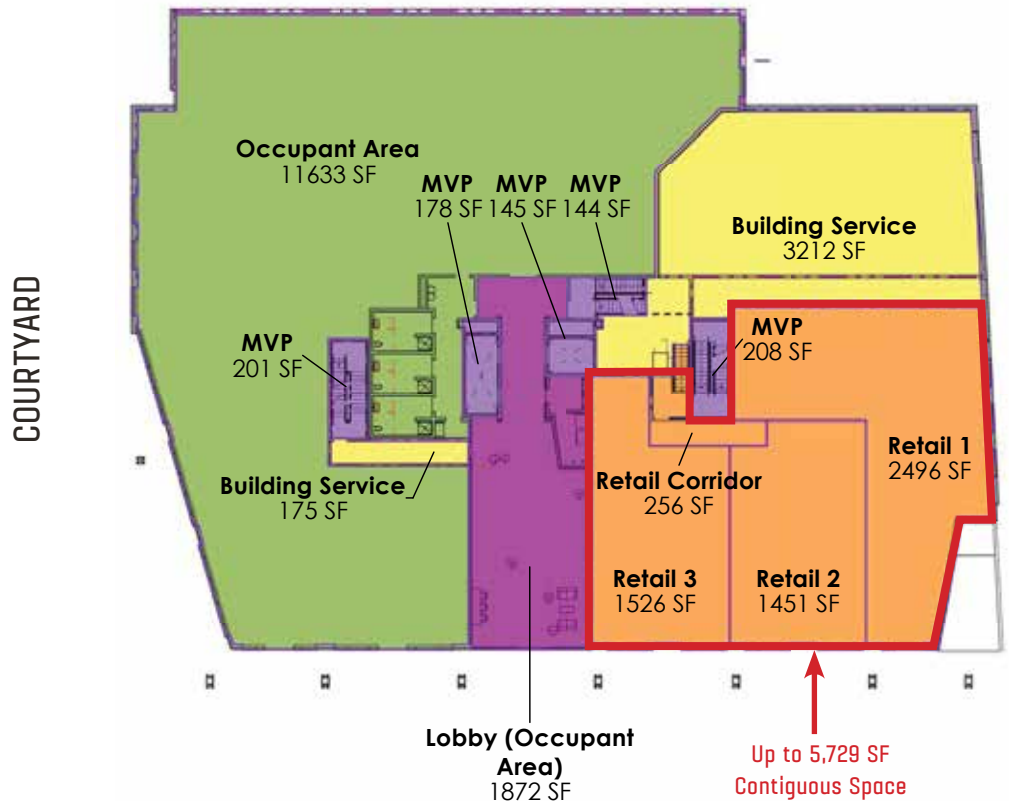 COURTYARD
Occupant Area
11633 SF
MVP
178 SF
MVP
145 SF
MVP
144 SF
Building Service
3212 SF
MVP
201 SF
MVP
208 SF
Building Service
175 SF
Retail Corridor
256 SF
Retail 1
2496 SF
Retail 3
1526 SF
Retail 2
1451 SF
Lobby (Occupant
Area)
1872 SF
Up to 5,729 SF
Contiguous Space